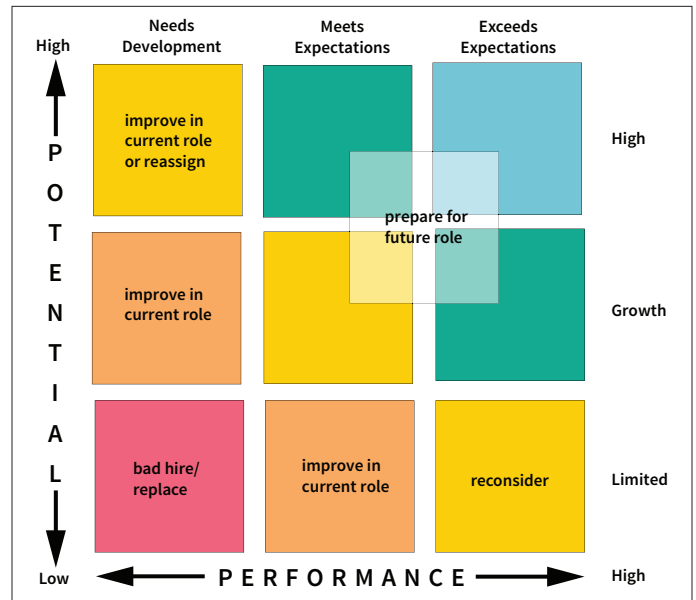 Needs
Development
Meets
Expectations
Exceeds
Expectations
High
improve in
current role
or reassign
High
prepare for
future role
improve in
current role
Growth
bad hire/
replace
improve in
current role
reconsider
Limited
POTENTIAL
Low
PERFORMANCE
High